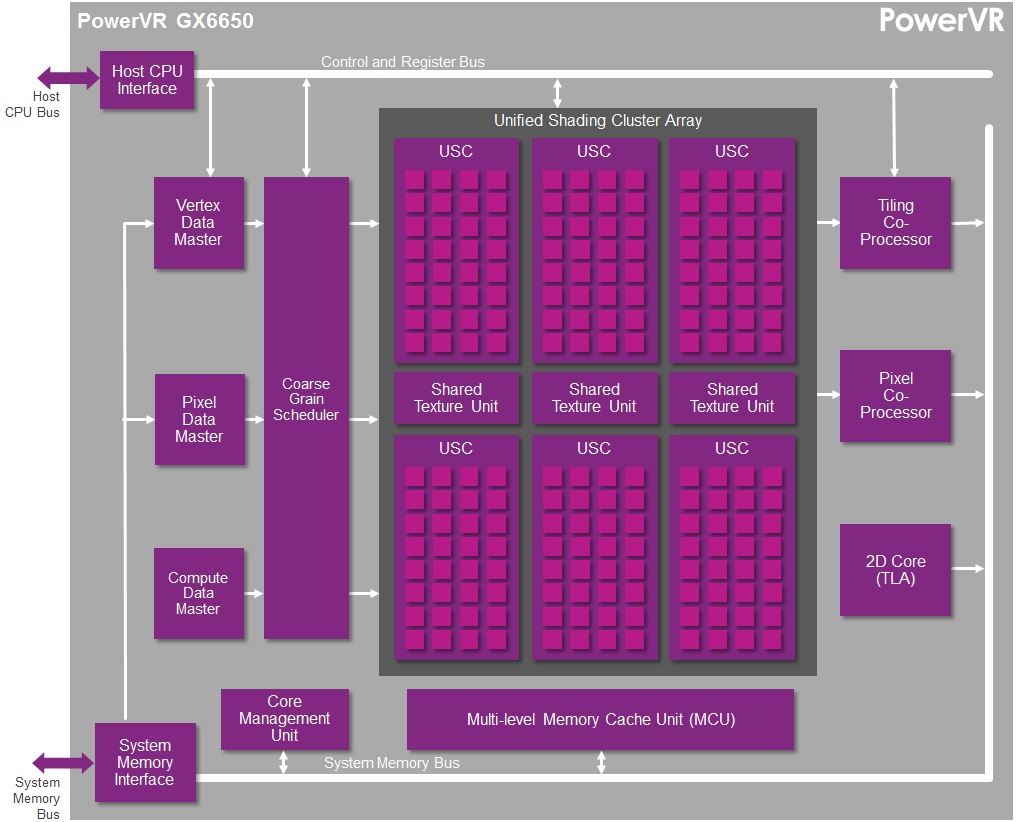 PowerVR GX6650
PowerVR
Control and Register Bus
Host CPU
Interface
Host
CPU Bus
Unified Shading Cluster Array
USC
USC
USC
Vertex
Data
Master
Tiling
Co-
Processor
Coarse
Grain
Scheduler
Pixel
Data
Master
Shared
Texture Unit
Shared
Texture Unit
Shared
Texture Unit
Pixel
Co-
Processor
USC
USC
USC
Compute
Data
Master
2D Core
(TLA)
Core
Management
Unit
Multi-level Memory Cache Unit (MCU)
System
Memory
Interface
System Memory Bus
System
Memory
Bus